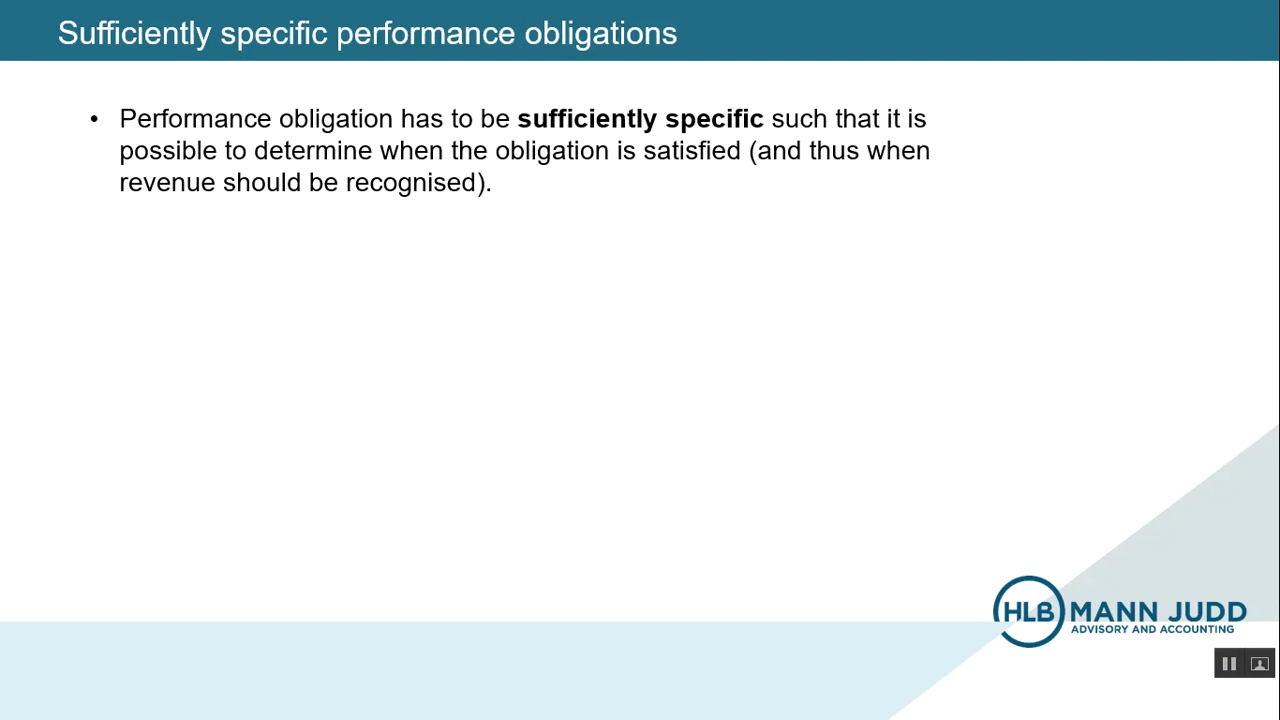 Sufficiently specific performance obligations
• Performance obligation has to be sufficiently specific such that it is
possible to determine when the obligation is satisfied (and thus when
revenue should be recognised).
HLB MANN JUDD
ADVISORY AND ACCOUNTING